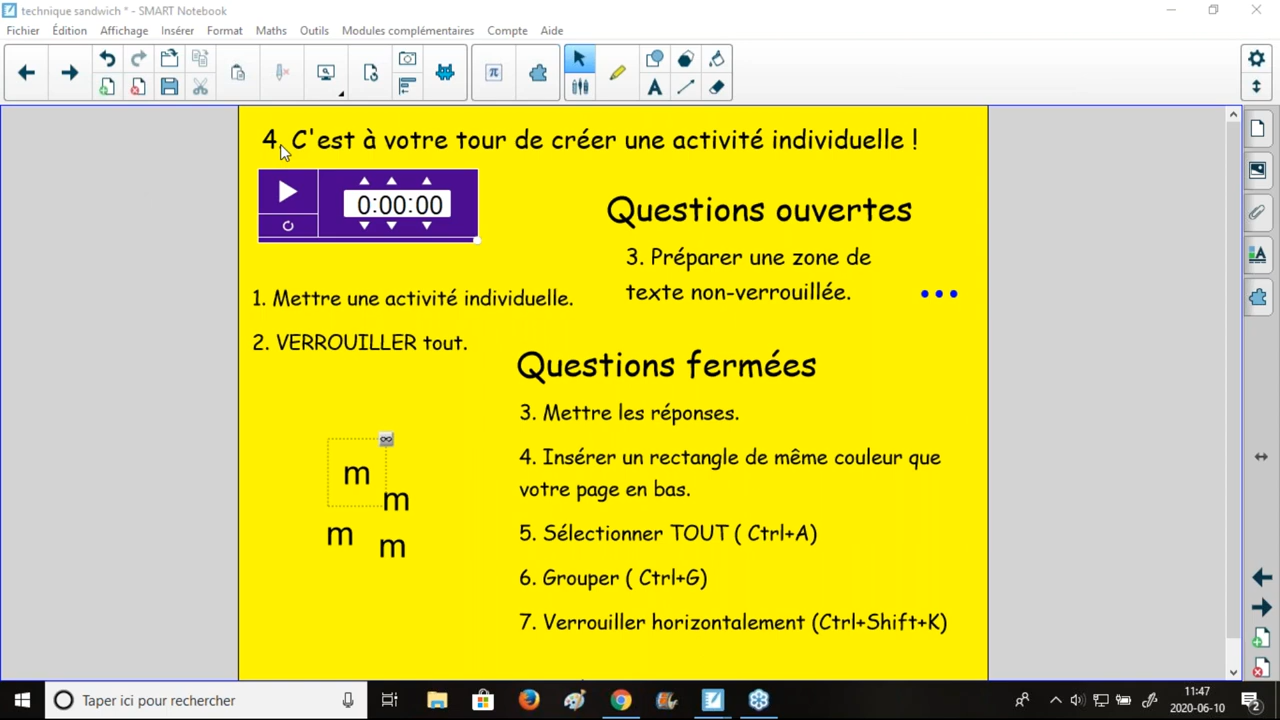 technique sandwich * - SMART Notebook
Fichier Édition Affichage Insérer Format Maths Outils Modules complémentaires Compte Aide
4. C'est à votre tour de créer une activité individuelle !
0:00:00
Questions ouvertes
3. Préparer une zone de
texte non-verrouillée.
...
1. Mettre une activité individuelle.
2. VERROUILLER tout.
Questions fermées
3. Mettre les réponses.
4. Insérer un rectangle de même couleur que
votre page en bas.
5. Sélectionner TOUT ( Ctrl+A)
6. Grouper ( Ctrl+G)
7. Verrouiller horizontalement (Ctrl+Shift+K)
m
m
m
m
Taper ici pour rechercher
11:47
2020-06-10
2